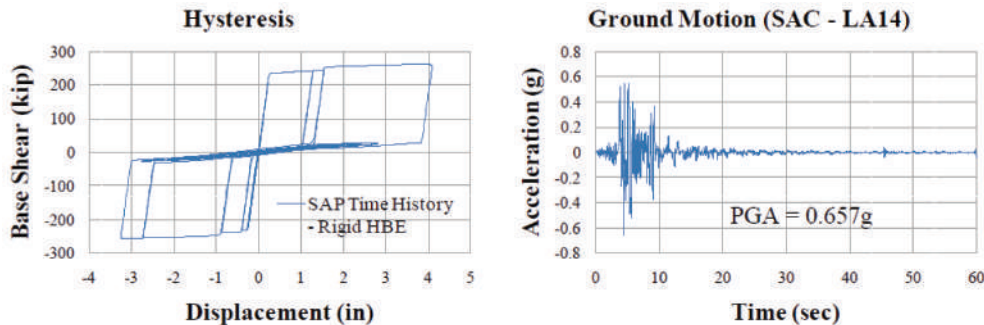 Hysteresis
300
200
100
0
-100
-200
-300
Base Shear (kip)
SAP Time History
- Rigid HBE
-4 -3 -2 -1 0 1 2 3 4 5
Displacement (in)
Ground Motion (SAC - LA14)
0.8
0.6
0.4
0.2
0
-0.2
-0.4
-0.6
-0.8
Acceleration (g)
PGA = 0.657g
0 10 20 30 40 50 60
Time (sec)